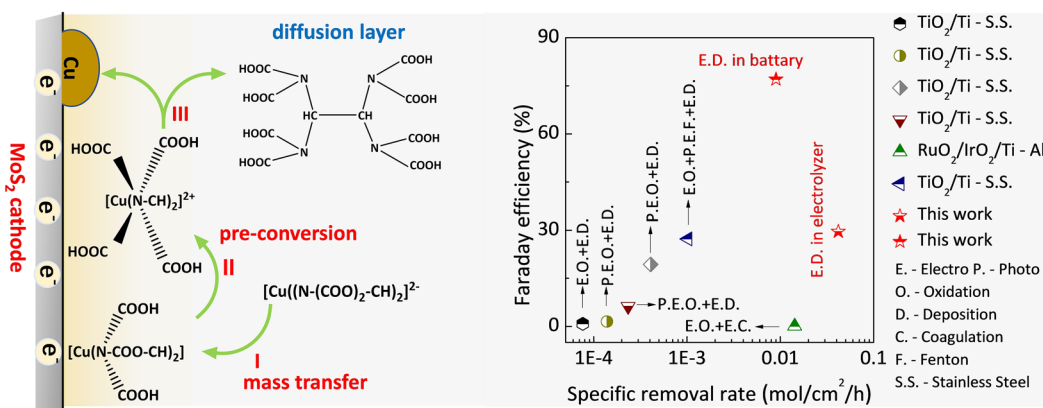 diffusion layer
Cu
e⁻
e⁻
e⁻
e⁻
e⁻
MoS₂ cathode
III
HOOC
HOOC
HOOC
HOOC
N
N
HC
CH
N
N
COOH
COOH
COOH
COOH
HOOC
COOH
[Cu(N-CH)₂]²⁺
HOOC
COOH
pre-conversion
II
[Cu((N-(COO)₂-CH)₂]²⁻
COOH
[Cu(N-COO-CH)₂]
COOH
I
mass transfer
Faraday efficiency (%)
90
60
30
0
1E-4
1E-3
0.01
0.1
Specific removal rate (mol/cm²/h)
E.D. in battary
E.D. in electrolyzer
E.O.+E.D.
P.E.O.+E.D.
P.E.O.+E.D.
E.O.+P.E.F.+E.D.
P.E.O.+E.D.
E.O.+E.C.
TiO₂/Ti - S.S.
TiO₂/Ti - S.S.
TiO₂/Ti - S.S.
TiO₂/Ti - S.S.
RuO₂/IrO₂/Ti - Al
TiO₂/Ti - S.S.
This work
This work
E. - Electro P. - Photo
O. - Oxidation
D. - Deposition
C. - Coagulation
F. - Fenton
S.S. - Stainless Steel